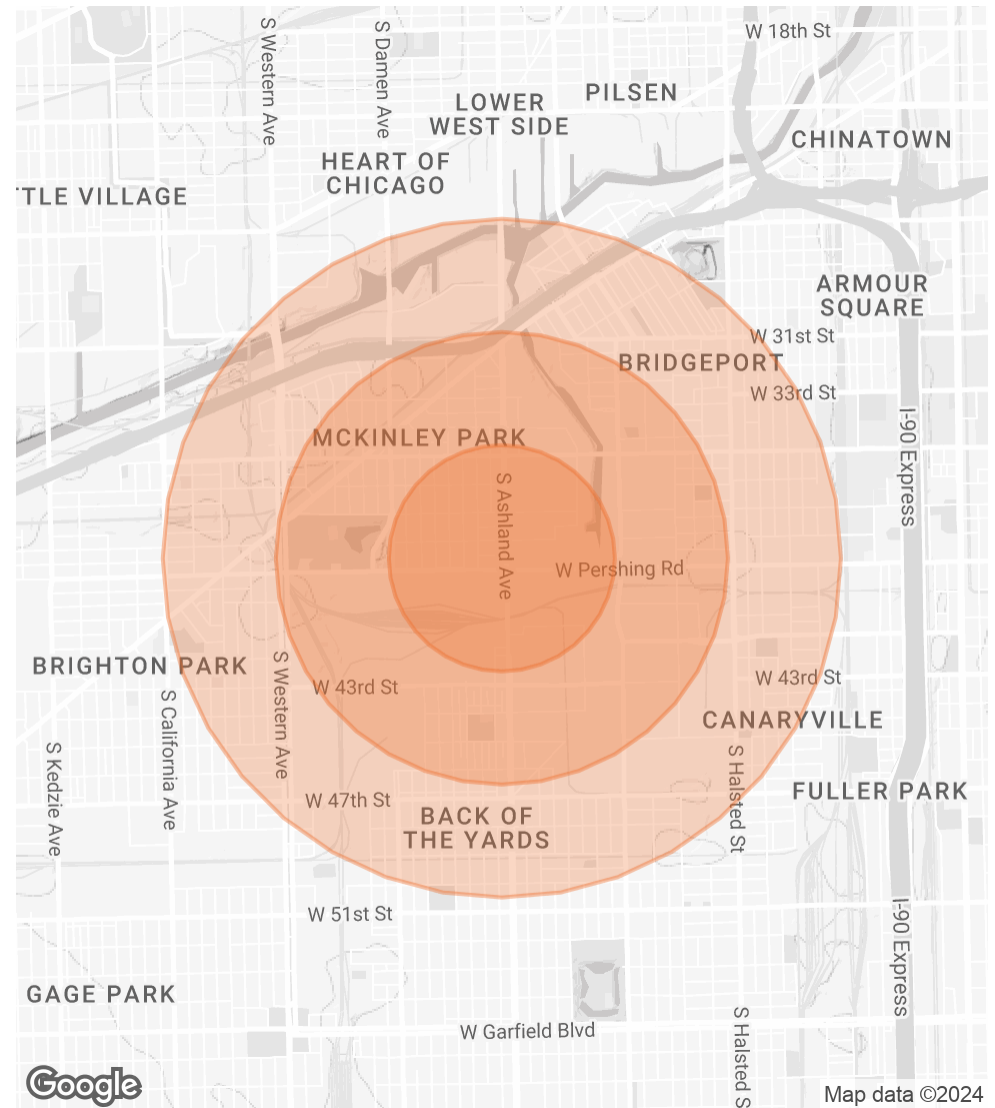 W 18th St
S Western Ave
S Damen Ave
PILSEN
LOWER
WEST SIDE
CHINATOWN
HEART OF
CHICAGO
TTLE VILLAGE
ARMOUR
SQUARE
W 31st St
BRIDGEPORT
W 33rd St
I-90 Express
MCKINLEY PARK
S Ashland Ave
W Pershing Rd
BRIGHTON PARK
S Western Ave
W 43rd St
W 43rd St
S California Ave
CANARYVILLE
S Kedzie Ave
S Halsted St
FULLER PARK
W 47th St
BACK OF
THE YARDS
W 51st St
I-90 Express
GAGE PARK
W Garfield Blvd
S Halsted S
Google
Map data ©2024